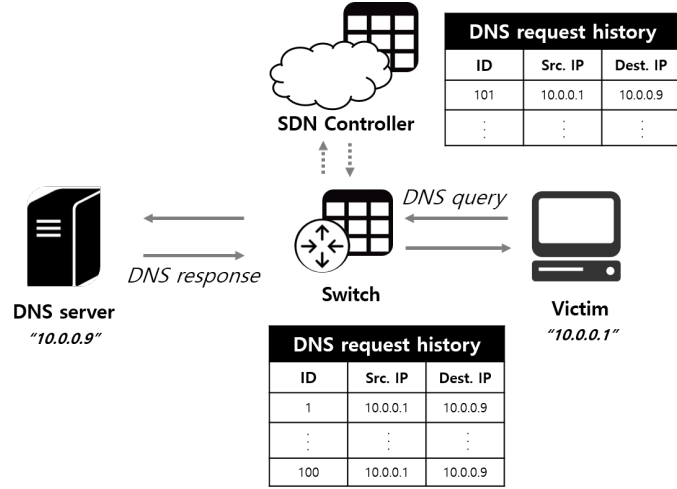 DNS request history
ID Src. IP Dest. IP
101 10.0.0.1 10.0.0.9
⋮ ⋮ ⋮
SDN Controller
DNS query
DNS response
Switch
DNS server
"10.0.0.9"
Victim
"10.0.0.1"
DNS request history
ID Src. IP Dest. IP
1 10.0.0.1 10.0.0.9
⋮ ⋮ ⋮
100 10.0.0.1 10.0.0.9